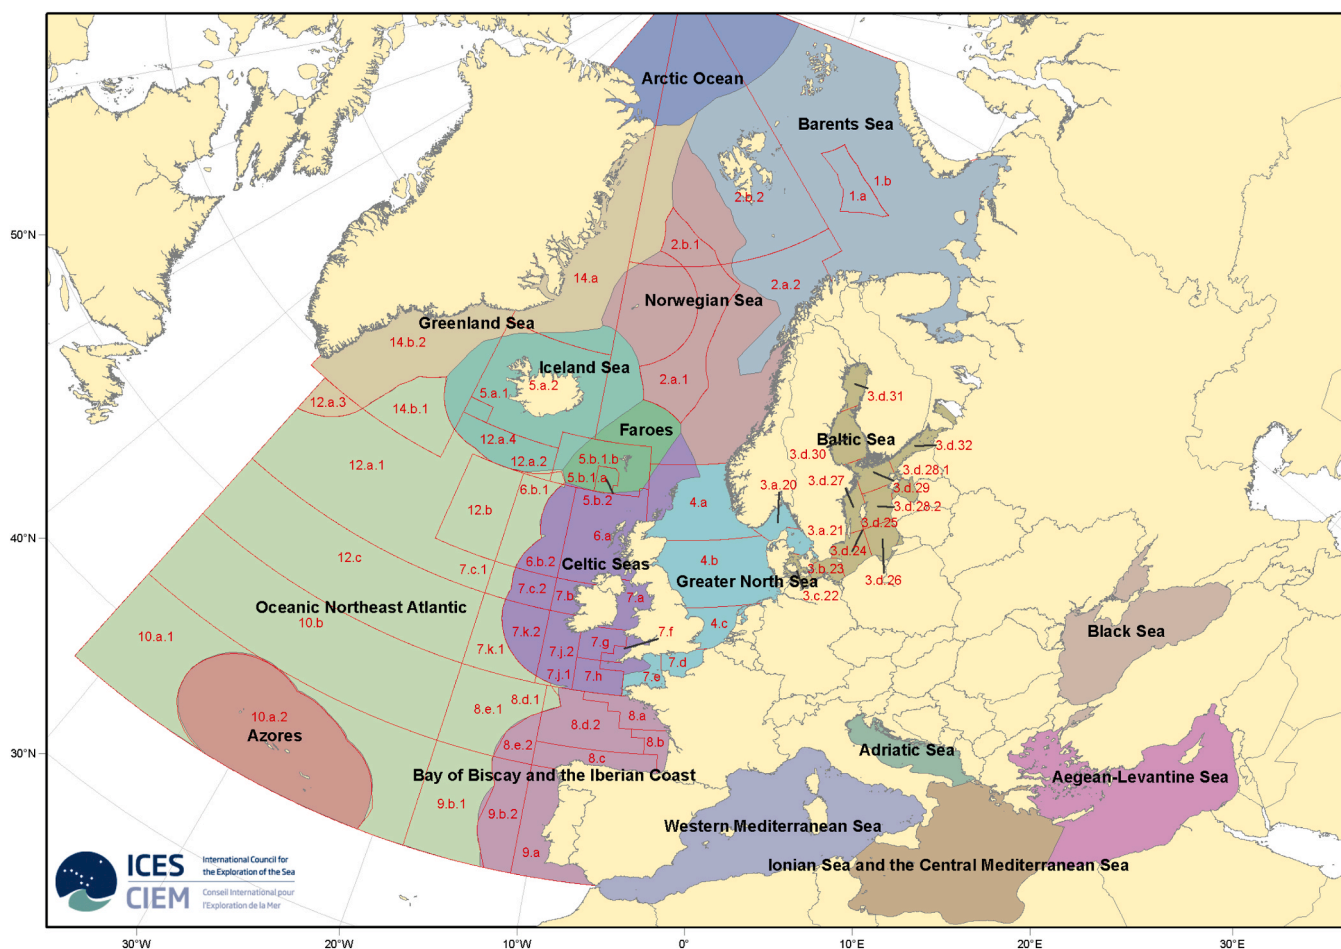 Arctic Ocean
Barents Sea
1.b
1.a
2.b.2
50°N
2.b.1
14.a
2.a.2
Norwegian Sea
Greenland Sea
14.b.2
Iceland Sea
5.a.2
5.a.1
2.a.1
12.a.3
14.b.1
3.d.31
Faroes
Baltic Sea
12.a.4
3.d.32
3.d.30
5.b.1.b
12.a.2
12.a.1
3.d.28.1
5.b.1.a
3.d.27
3.a.20
3.d.29
6.b.1
5.b.2
4.a
3.d.28.2
12.b
3.d.25
3.a.21
6.a
40°N
3.d.24
12.c
6.b.2
Celtic Seas
4.b
7.c.1
3.b.23
3.d.26
Greater North Sea
7.c.2
7.b
7.a
3.c.22
Oceanic Northeast Atlantic
10.b
4.c
10.a.1
7.k.2
7.f
Black Sea
7.g
7.k.1
7.j.2
7.d
7.j.1
7.h
7.e
8.d.1
8.e.1
10.a.2
8.a
8.d.2
Azores
8.e.2
8.b
Adriatic Sea
30°N
8.c
Bay of Biscay and the Iberian Coast
Aegean-Levantine Sea
9.b.1
9.b.2
Western Mediterranean Sea
9.a
Ionian Sea and the Central Mediterranean Sea
ICES
International Council for
the Exploration of the Sea
CIEM
Conseil International pour
l'Exploration de la Mer
30°W
20°W
10°W
0°
10°E
20°E
30°E